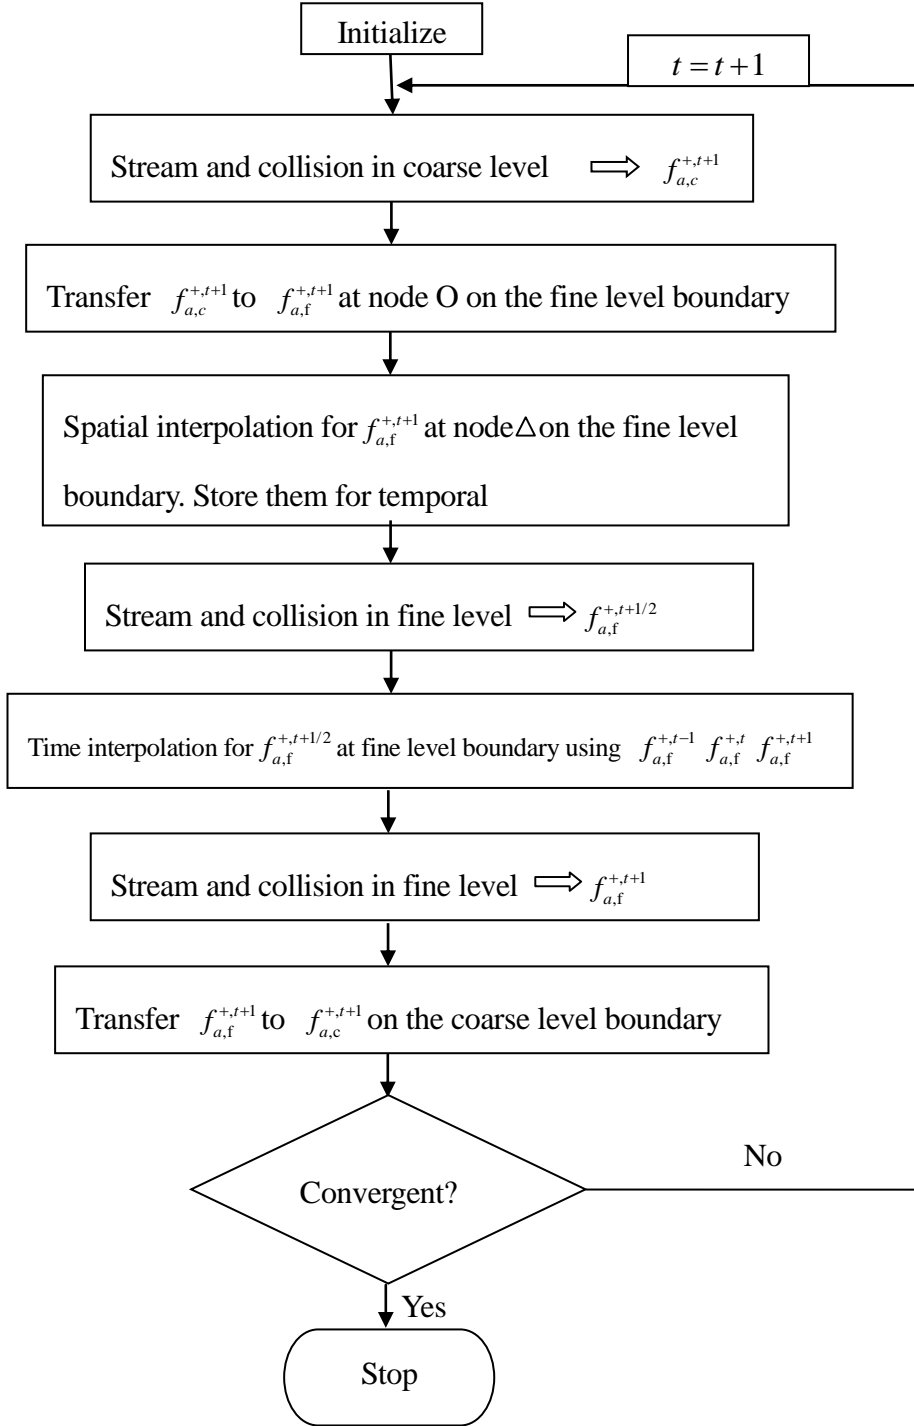 Initialize
t = t + 1
Stream and collision in coarse level ⇒ f_{a,c}^{+,t+1}
Transfer f_{a,c}^{+,t+1} to f_{a,f}^{+,t+1} at node O on the fine level boundary
Spatial interpolation for f_{a,f}^{+,t+1} at node△on the fine level
boundary. Store them for temporal
Stream and collision in fine level ⇒ f_{a,f}^{+,t+1/2}
Time interpolation for f_{a,f}^{+,t+1/2} at fine level boundary using f_{a,f}^{+,t−1} f_{a,f}^{+,t} f_{a,f}^{+,t+1}
Stream and collision in fine level ⇒ f_{a,f}^{+,t+1}
Transfer f_{a,f}^{+,t+1} to f_{a,c}^{+,t+1} on the coarse level boundary
No
Convergent?
Yes
Stop